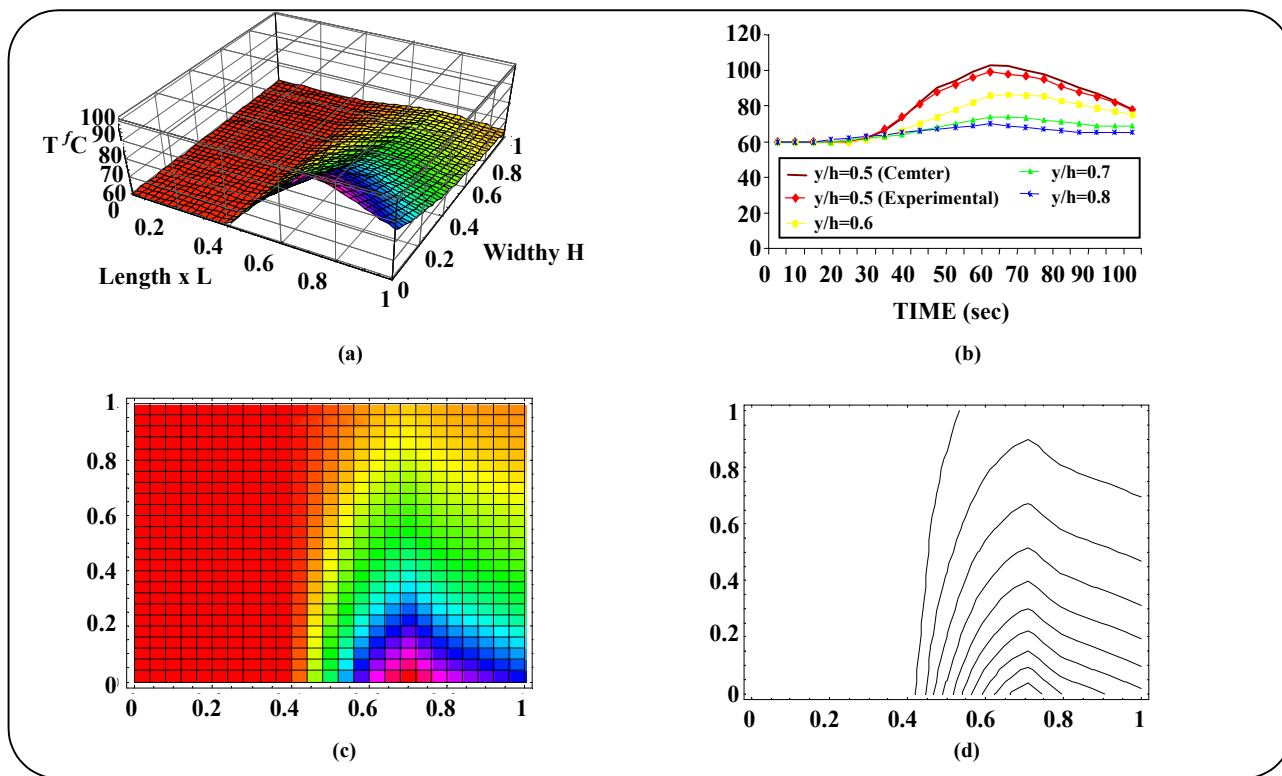 100
90
80
70
60
T fC
0
0.2
0.4
0.6
0.8
1
Length x L
0
0.2
0.4
0.6
0.8
1
Widthy H
(a)
120
100
80
60
40
20
0
y/h=0.5 (Cemter)
y/h=0.5 (Experimental)
y/h=0.6
y/h=0.7
y/h=0.8
0 10 20 30 40 50 60 70 80 90 100
TIME (sec)
(b)
1
0.8
0.6
0.4
0.2
0
0 0.2 0.4 0.6 0.8 1
(c)
1
0.8
0.6
0.4
0.2
0
0 0.2 0.4 0.6 0.8 1
(d)